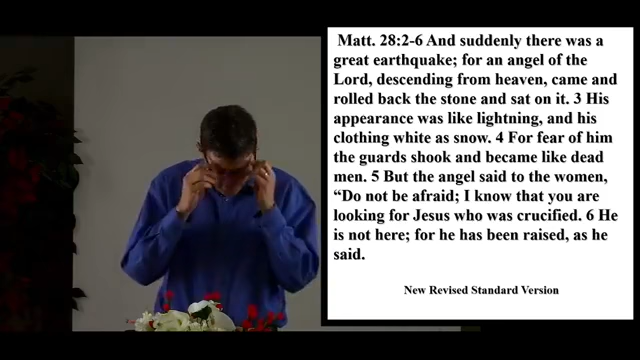 Matt. 28:2-6 And suddenly there was a
great earthquake; for an angel of the
Lord, descending from heaven, came and
rolled back the stone and sat on it. 3 His
appearance was like lightning, and his
clothing white as snow. 4 For fear of him
the guards shook and became like dead
men. 5 But the angel said to the women,
“Do not be afraid; I know that you are
looking for Jesus who was crucified. 6 He
is not here; for he has been raised, as he
said.
New Revised Standard Version